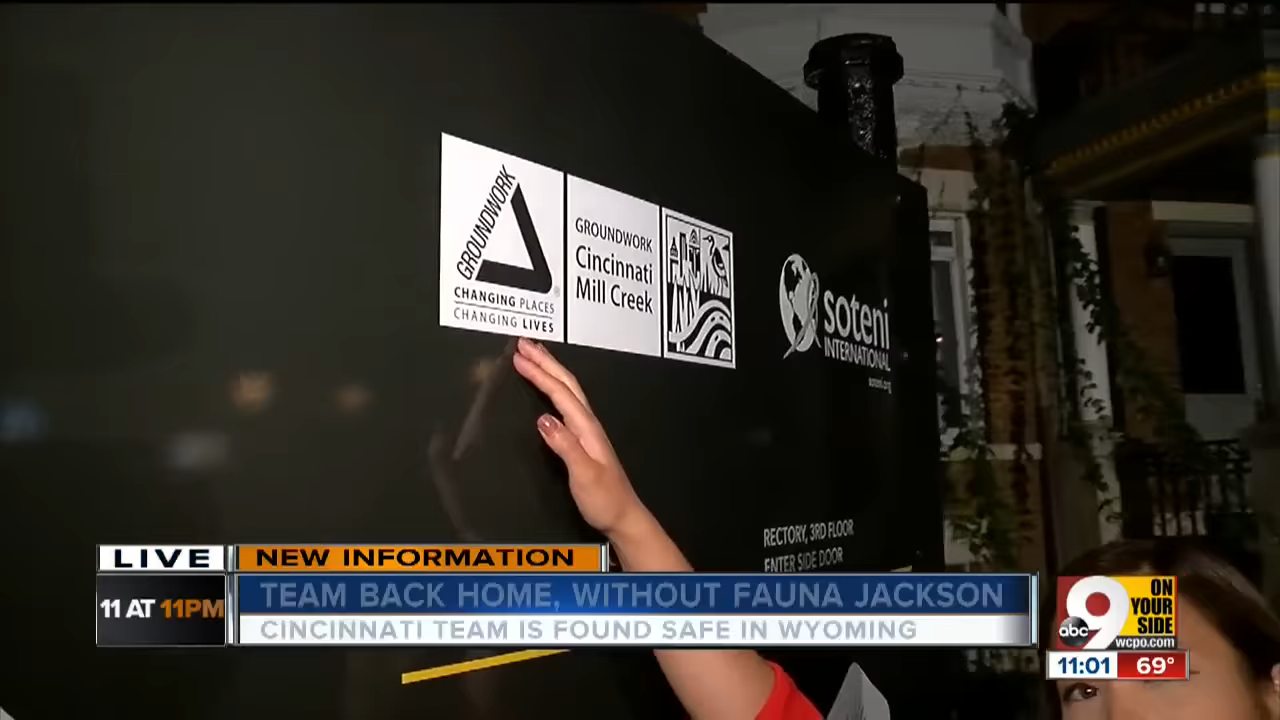 GROUNDWORK
CHANGING PLACES
CHANGING LIVES
GROUNDWORK
Cincinnati
Mill Creek
soteni
INTERNATIONAL
soteni.org
RECTORY, 3RD FLOOR
ENTER SIDE DOOR
LIVE
NEW INFORMATION
11 AT 11PM
TEAM BACK HOME, WITHOUT FAUNA JACKSON
CINCINNATI TEAM IS FOUND SAFE IN WYOMING
abc 9 ON YOUR SIDE
wcpo.com
11:01 69°